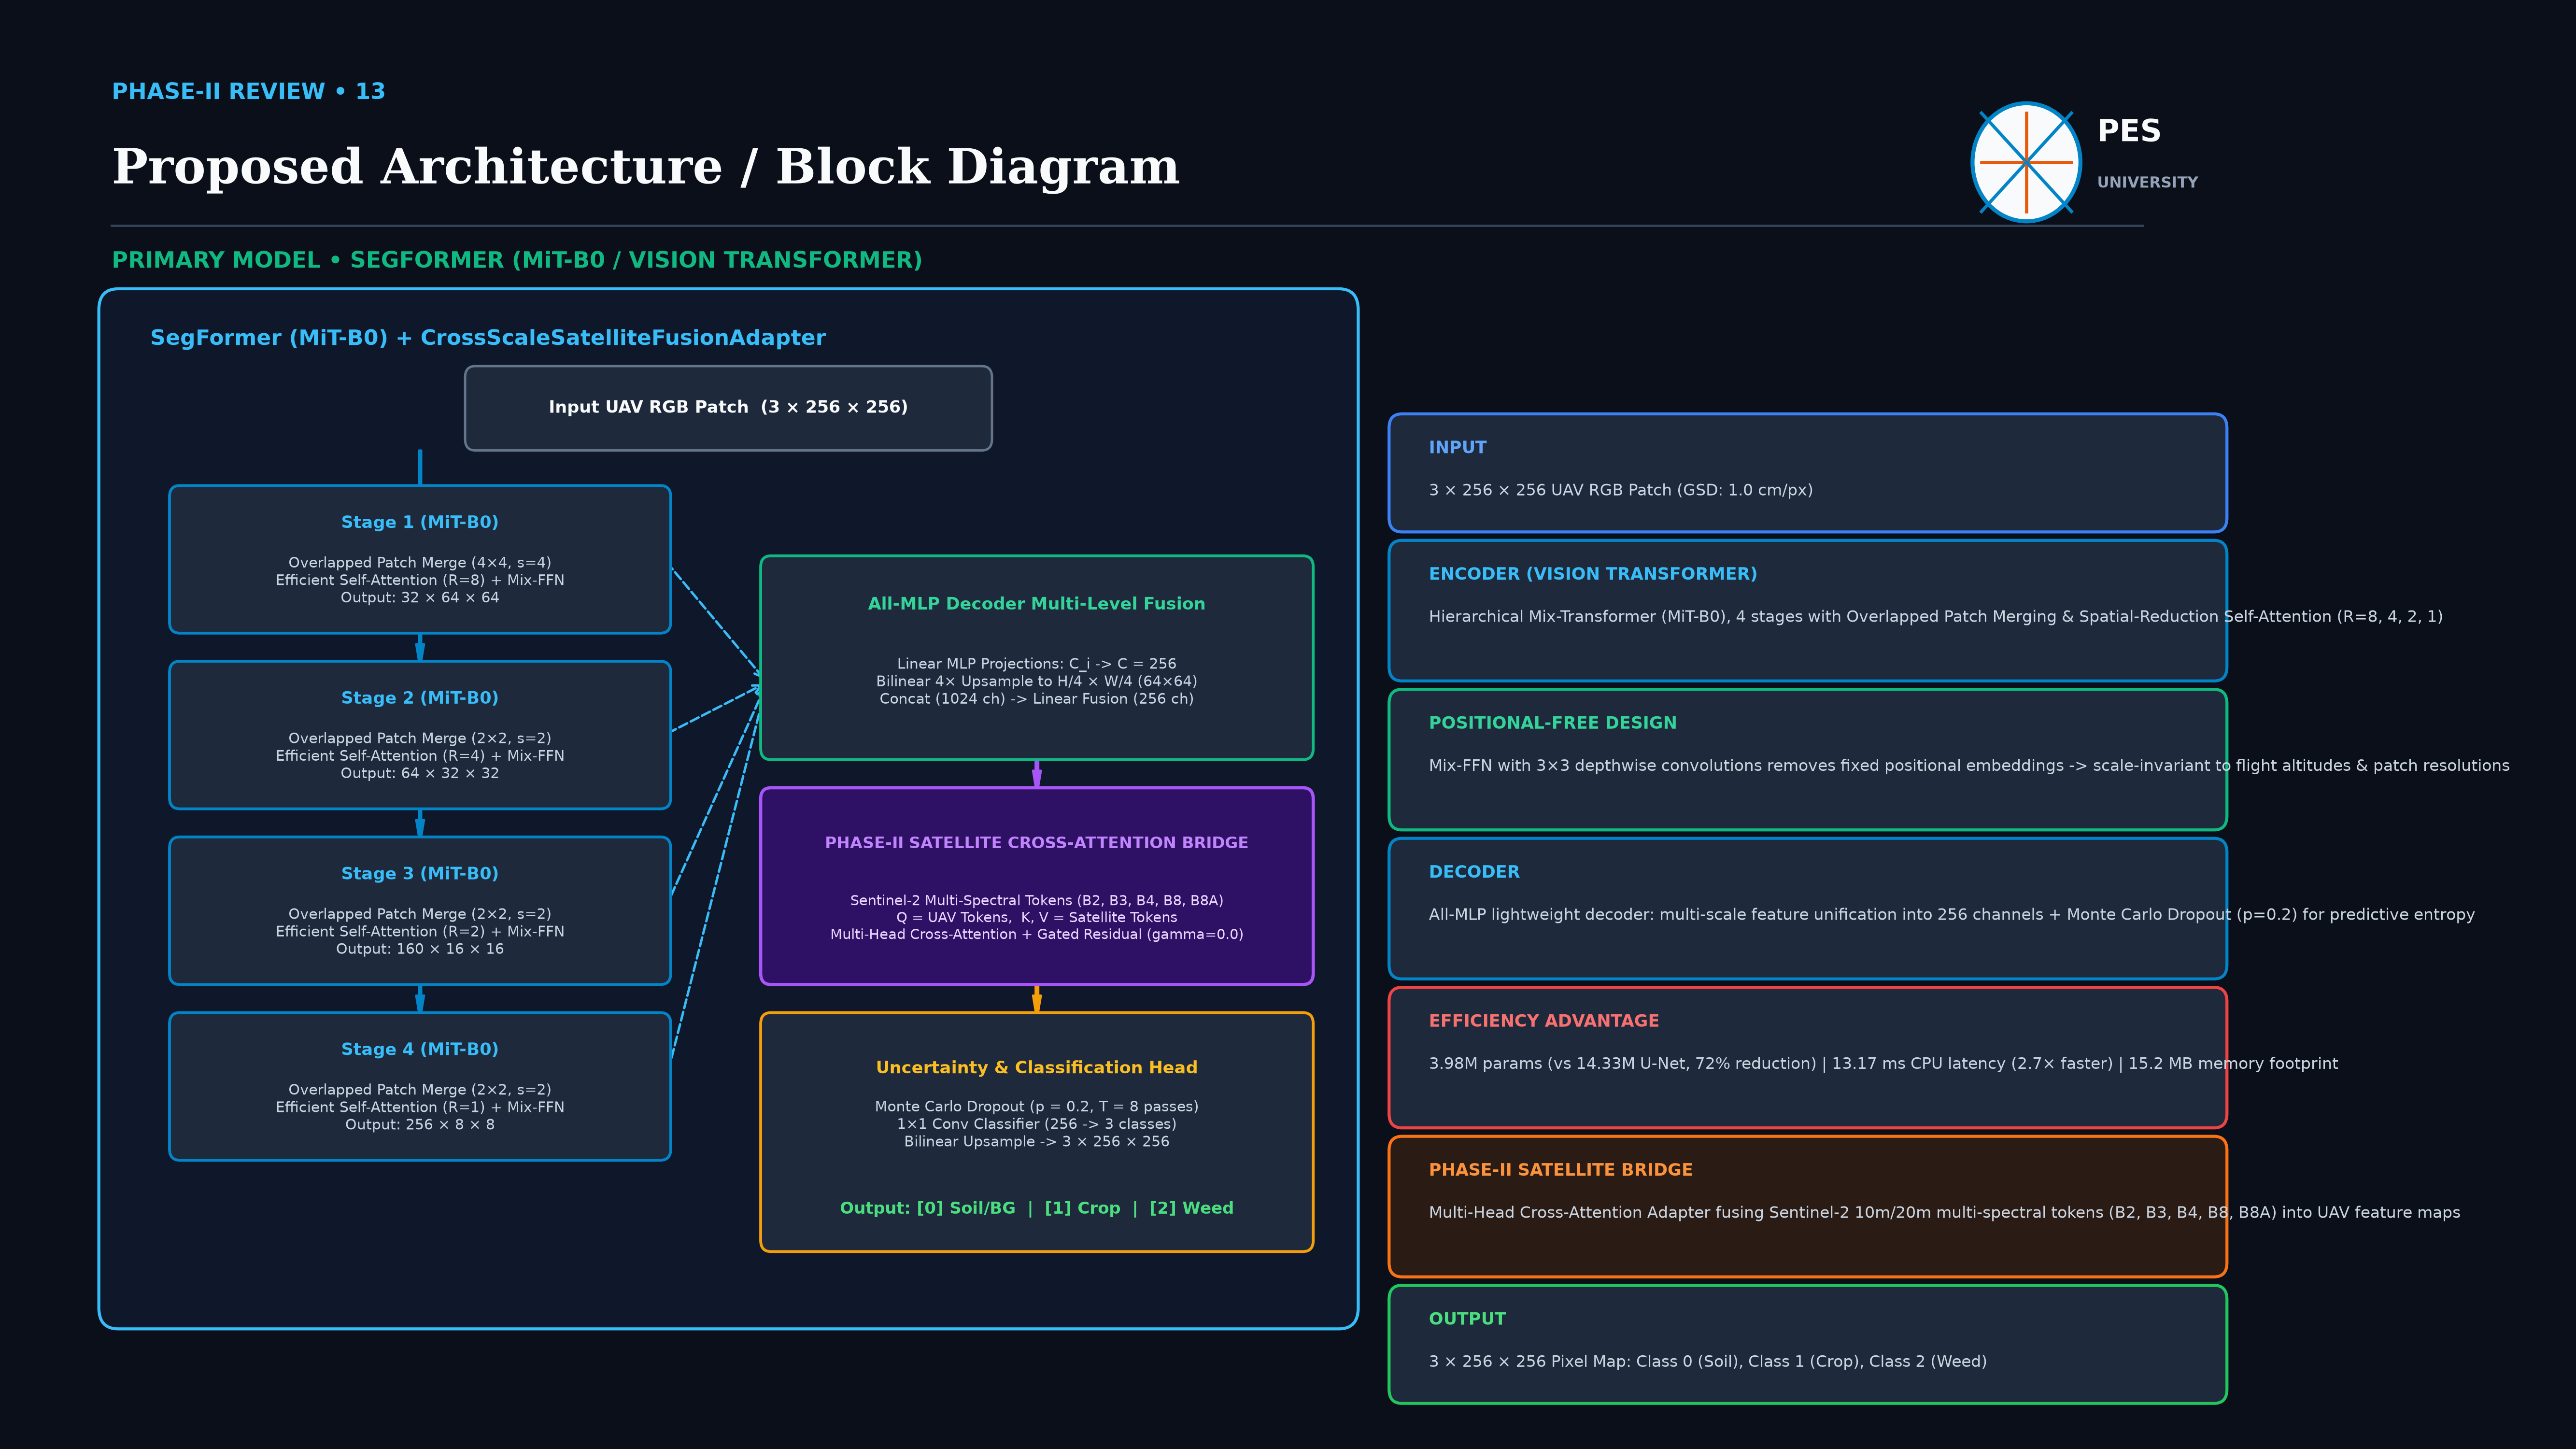 PHASE-II REVIEW • 13
Proposed Architecture / Block Diagram
PES
UNIVERSITY
PRIMARY MODEL • SEGFORMER (MiT-B0 / VISION TRANSFORMER)
SegFormer (MiT-B0) + CrossScaleSatelliteFusionAdapter
Input UAV RGB Patch (3 × 256 × 256)
Stage 1 (MiT-B0)
Overlapped Patch Merge (4×4, s=4)
Efficient Self-Attention (R=8) + Mix-FFN
Output: 32 × 64 × 64
Stage 2 (MiT-B0)
Overlapped Patch Merge (2×2, s=2)
Efficient Self-Attention (R=4) + Mix-FFN
Output: 64 × 32 × 32
Stage 3 (MiT-B0)
Overlapped Patch Merge (2×2, s=2)
Efficient Self-Attention (R=2) + Mix-FFN
Output: 160 × 16 × 16
Stage 4 (MiT-B0)
Overlapped Patch Merge (2×2, s=2)
Efficient Self-Attention (R=1) + Mix-FFN
Output: 256 × 8 × 8
All-MLP Decoder Multi-Level Fusion
Linear MLP Projections: C_i -> C = 256
Bilinear 4× Upsample to H/4 × W/4 (64×64)
Concat (1024 ch) -> Linear Fusion (256 ch)
PHASE-II SATELLITE CROSS-ATTENTION BRIDGE
Sentinel-2 Multi-Spectral Tokens (B2, B3, B4, B8, B8A)
Q = UAV Tokens, K, V = Satellite Tokens
Multi-Head Cross-Attention + Gated Residual (gamma=0.0)
Uncertainty & Classification Head
Monte Carlo Dropout (p = 0.2, T = 8 passes)
1×1 Conv Classifier (256 -> 3 classes)
Bilinear Upsample -> 3 × 256 × 256
Output: [0] Soil/BG | [1] Crop | [2] Weed
INPUT
3 × 256 × 256 UAV RGB Patch (GSD: 1.0 cm/px)
ENCODER (VISION TRANSFORMER)
Hierarchical Mix-Transformer (MiT-B0), 4 stages with Overlapped Patch Merging & Spatial-Reduction Self-Attention (R=8, 4, 2, 1)
POSITIONAL-FREE DESIGN
Mix-FFN with 3×3 depthwise convolutions removes fixed positional embeddings -> scale-invariant to flight altitudes & patch resolutions
DECODER
All-MLP lightweight decoder: multi-scale feature unification into 256 channels + Monte Carlo Dropout (p=0.2) for predictive entropy
EFFICIENCY ADVANTAGE
3.98M params (vs 14.33M U-Net, 72% reduction) | 13.17 ms CPU latency (2.7× faster) | 15.2 MB memory footprint
PHASE-II SATELLITE BRIDGE
Multi-Head Cross-Attention Adapter fusing Sentinel-2 10m/20m multi-spectral tokens (B2, B3, B4, B8, B8A) into UAV feature maps
OUTPUT
3 × 256 × 256 Pixel Map: Class 0 (Soil), Class 1 (Crop), Class 2 (Weed)